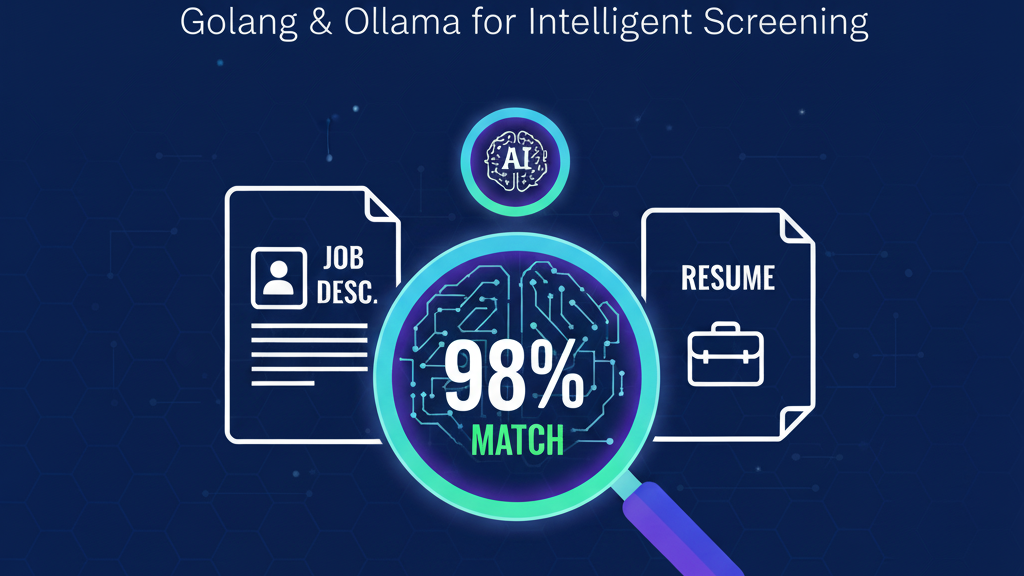 Golang & Ollama for Intelligent Screening
AI
JOB
DESC.
RESUME
98%
MATCH